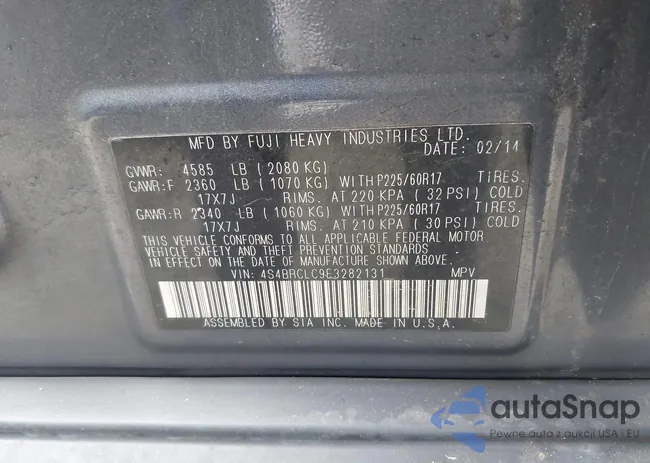 MFD BY FUJI HEAVY INDUSTRIES LTD.
DATE: 02/14
GVWR: 4585 LB (2080 KG)
GAWR:F 2360 LB (1070 KG) WITH P225/60R17 TIRES.
17X7J RIMS. AT 220 KPA (32 PSI) COLD
GAWR:R 2340 LB (1060 KG) WITH P225/60R17 TIRES.
17X7J RIMS. AT 210 KPA (30 PSI) COLD
THIS VEHICLE CONFORMS TO ALL APPLICABLE FEDERAL MOTOR
VEHICLE SAFETY AND THEFT PREVENTION STANDARDS
IN EFFECT ON THE DATE OF MANUFACTURE SHOWN ABOVE.
VIN: 4S4BRCLC9E3282131 MPV
ASSEMBLED BY SIA INC. MADE IN U.S.A.
autoSnap
Pewne auta z aukcji USA i EU